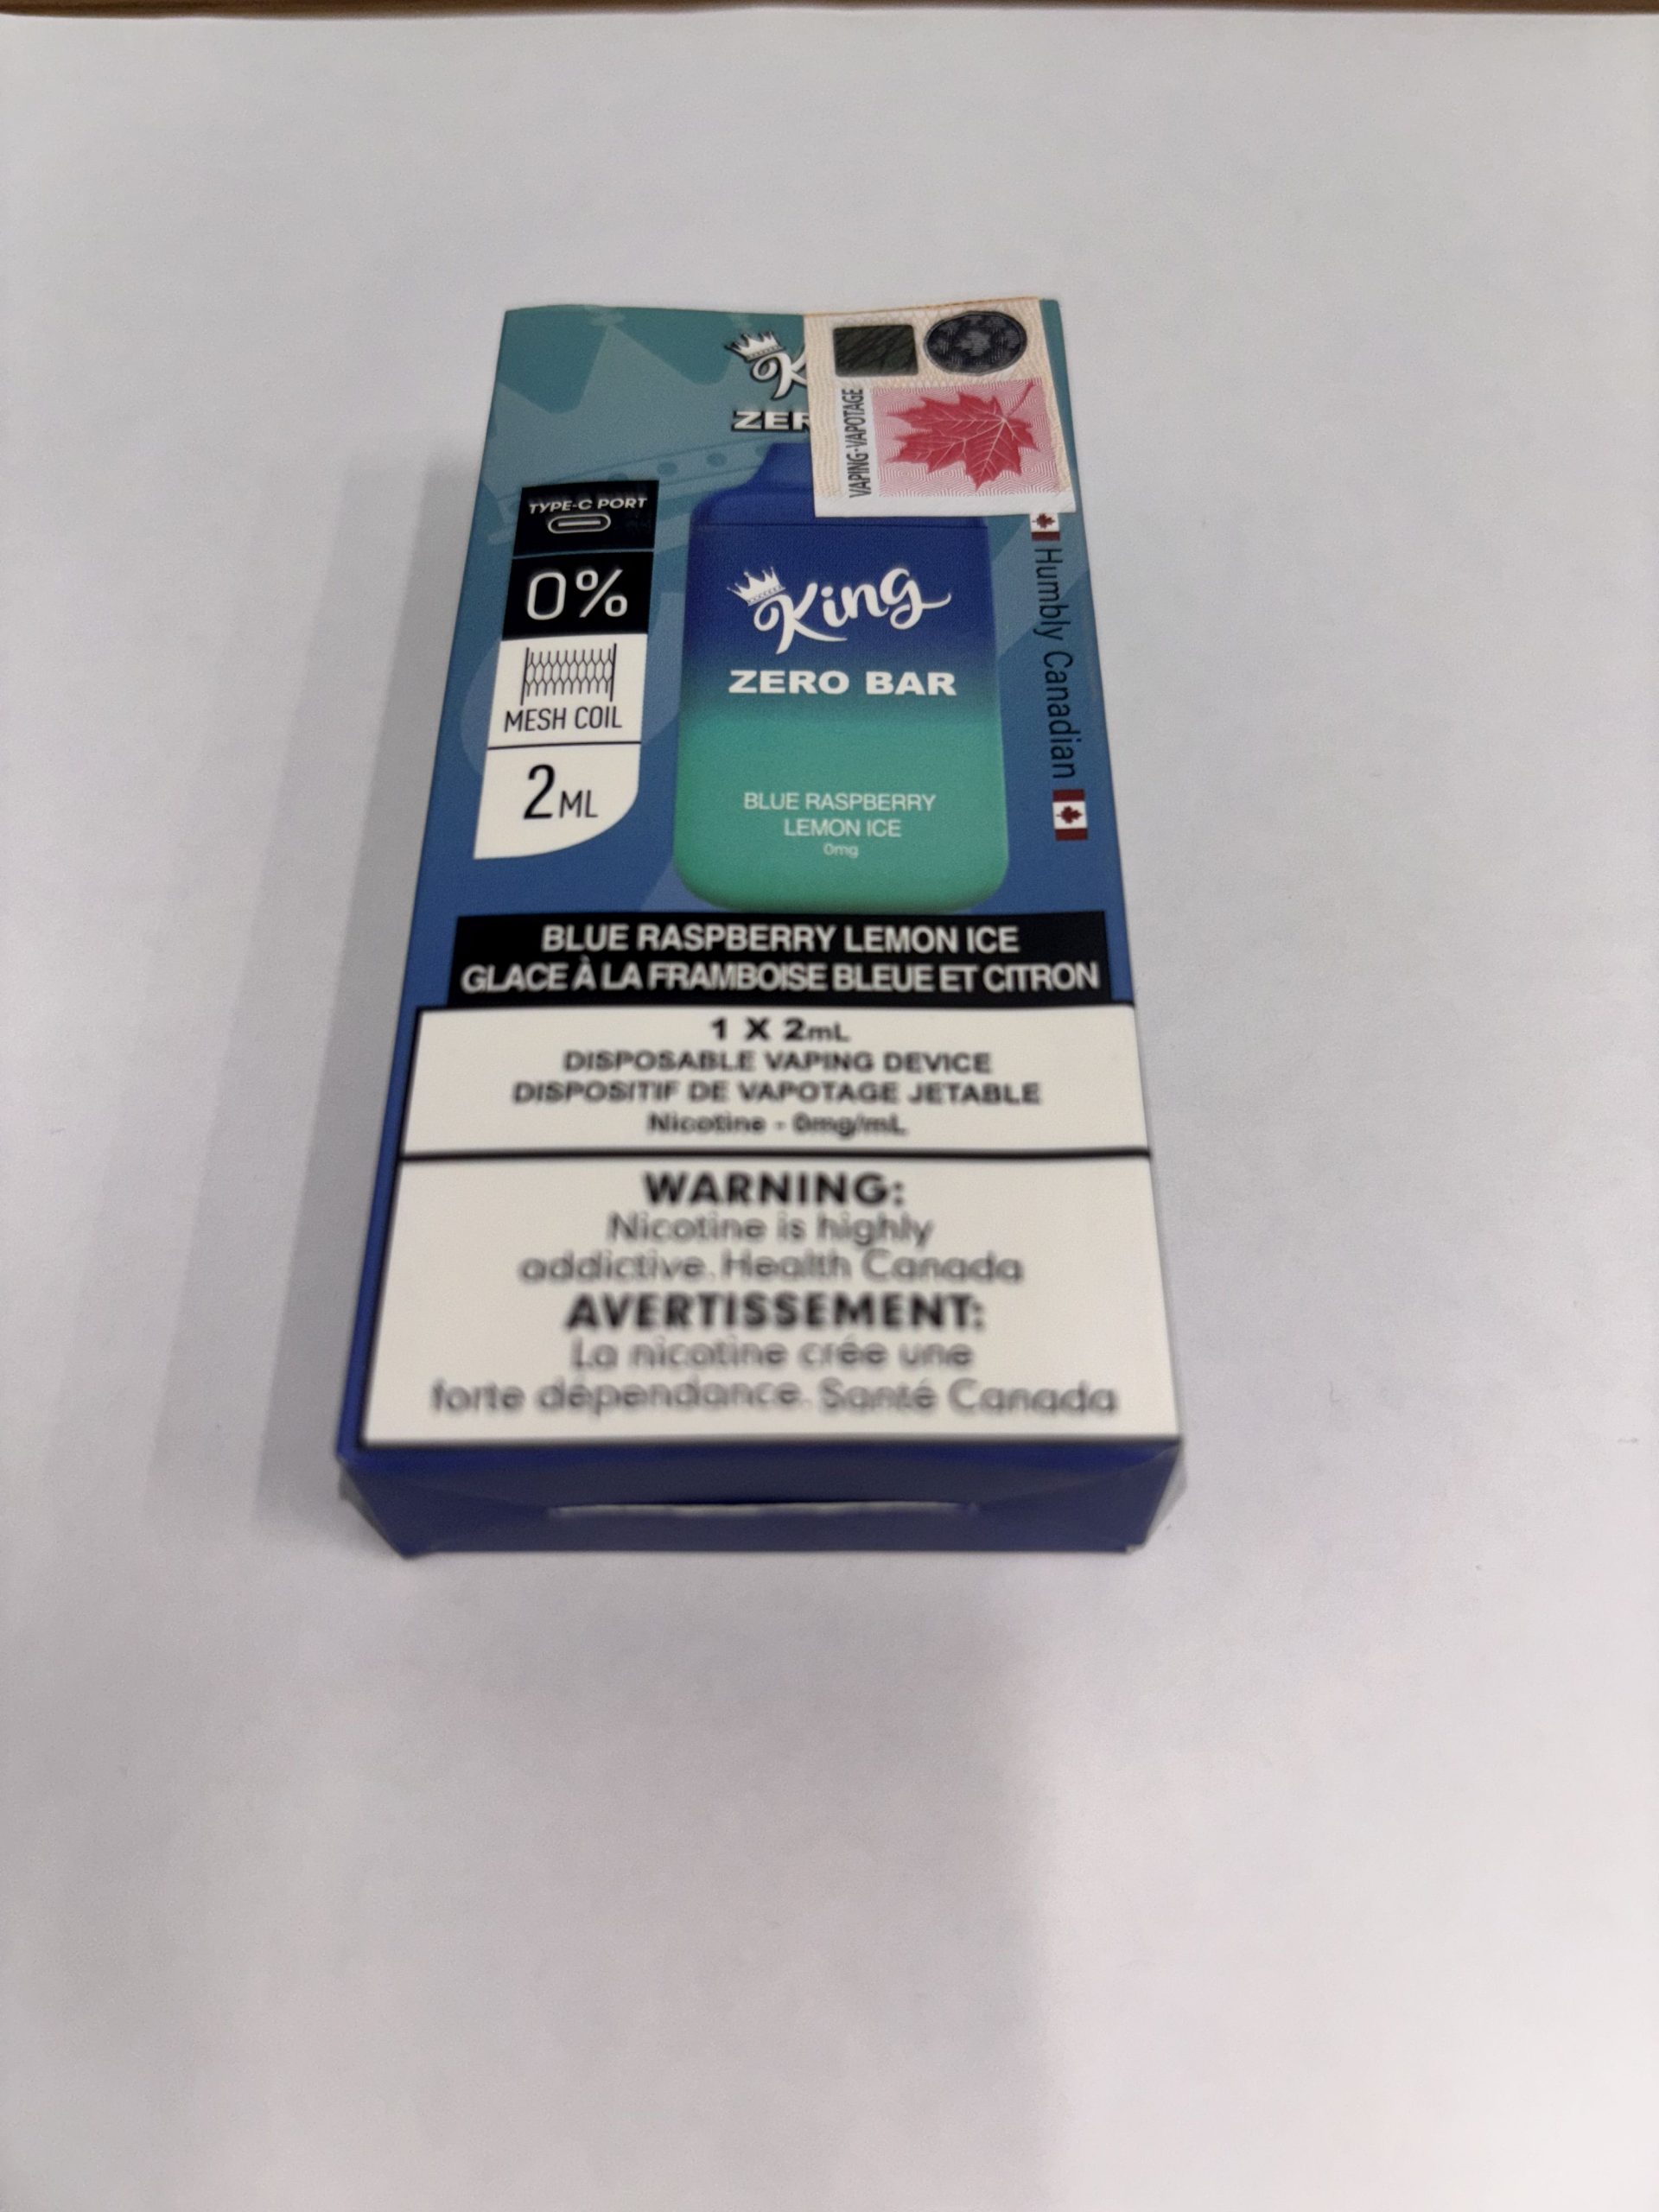 K
ZER
VAPING-VAPOTAGE
TYPE-C PORT
0%
MESH COIL
2ML
King
ZERO BAR
BLUE RASPBERRY
LEMON ICE
0mg
Humbly Canadian
BLUE RASPBERRY LEMON ICE
GLACE À LA FRAMBOISE BLEUE ET CITRON
1 X 2mL
DISPOSABLE VAPING DEVICE
DISPOSITIF DE VAPOTAGE JETABLE
Nicotine - 0mg/mL
WARNING:
Nicotine is highly
addictive. Health Canada
AVERTISSEMENT:
La nicotine crée une
forte dépendance. Santé Canada